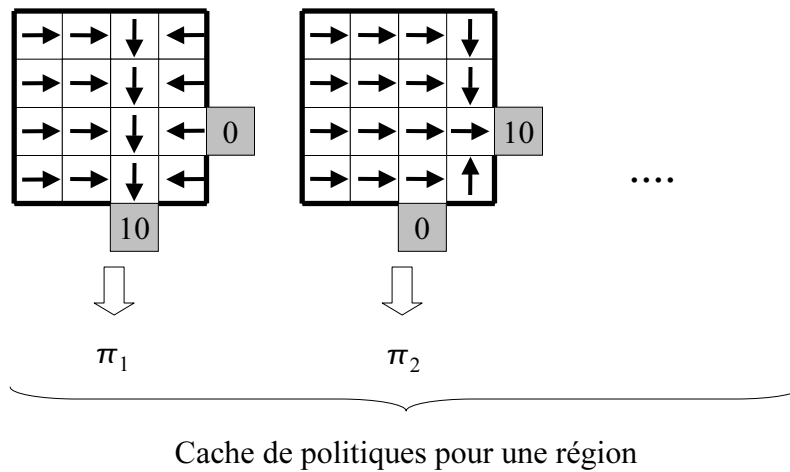 0 10 ....
10 0
π1 π2
Cache de politiques pour une région